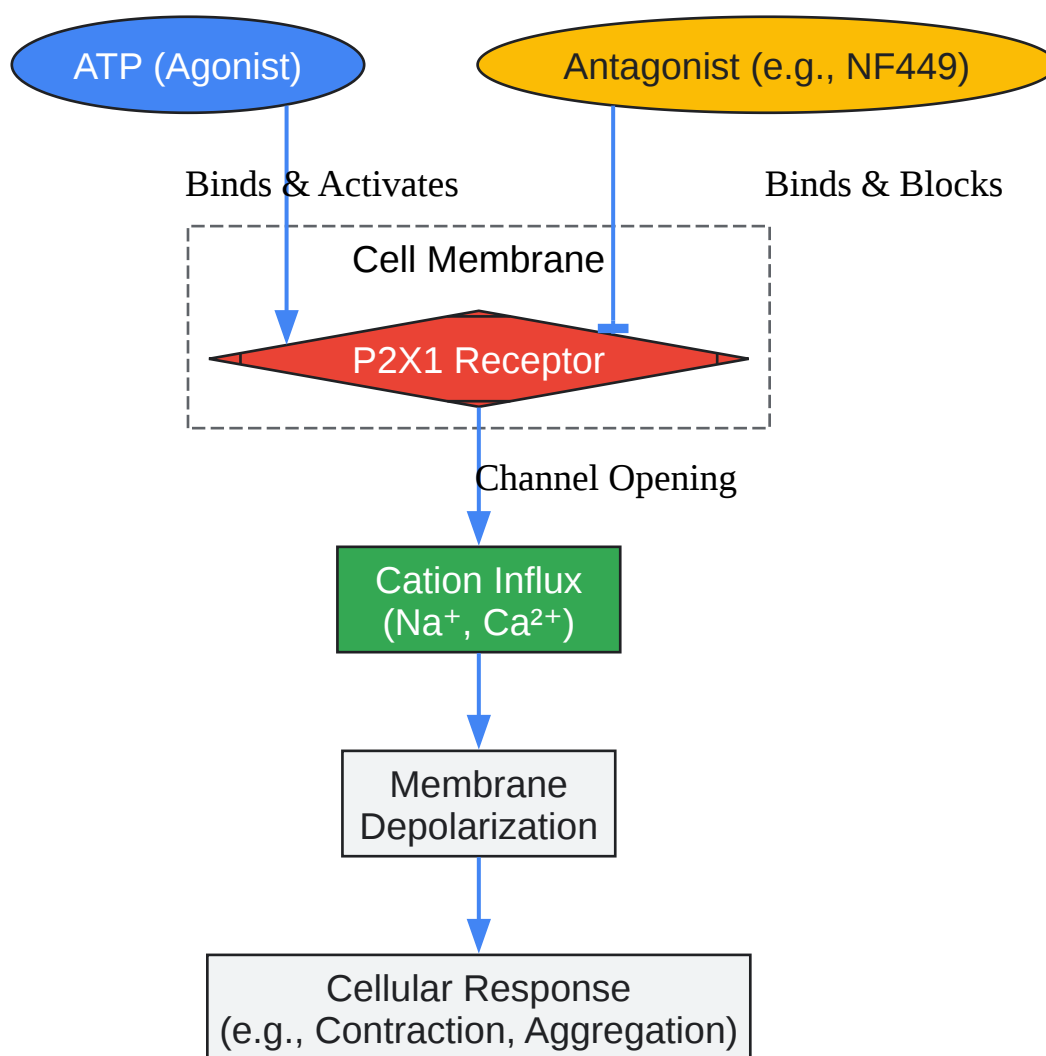 ATP (Agonist)
Antagonist (e.g., NF449)
Binds & Activates
Binds & Blocks
Cell Membrane
P2X1 Receptor
Channel Opening
Cation Influx
(Na⁺, Ca²⁺)
Membrane
Depolarization
Cellular Response
(e.g., Contraction, Aggregation)